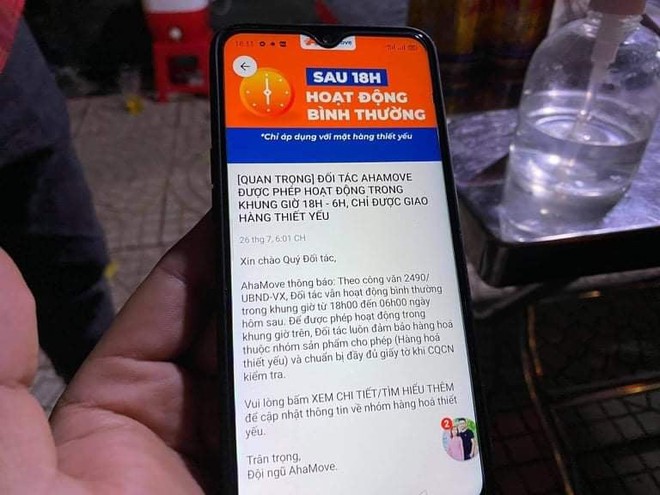 AhaMove
SAU 18H
HOẠT ĐỘNG
BÌNH THƯỜNG
*Chỉ áp dụng với mặt hàng thiết yếu
[QUAN TRỌNG] ĐỐI TÁC AHAMOVE
ĐƯỢC PHÉP HOẠT ĐỘNG TRONG
KHUNG GIỜ 18H - 6H, CHỈ ĐƯỢC GIAO
HÀNG THIẾT YẾU
26 thg 7, 6:01 CH
Xin chào Quý Đối tác,
AhaMove thông báo: Theo công văn 2490/
UBND-VX, Đối tác vẫn hoạt động bình thường
trong khung giờ từ 18h00 đến 06h00 ngày
hôm sau. Để được phép hoạt động trong
khung giờ trên, Đối tác luôn đảm bảo hàng hoá
thuộc nhóm sản phẩm cho phép (Hàng hoá
thiết yếu) và chuẩn bị đầy đủ giấy tờ khi CQCN
kiểm tra.
Vui lòng bấm XEM CHI TIẾT/TÌM HIỂU THÊM
để cập nhật thông tin về nhóm hàng hoá thiết
yếu.
2
Trân trọng,
Đội ngũ AhaMove.